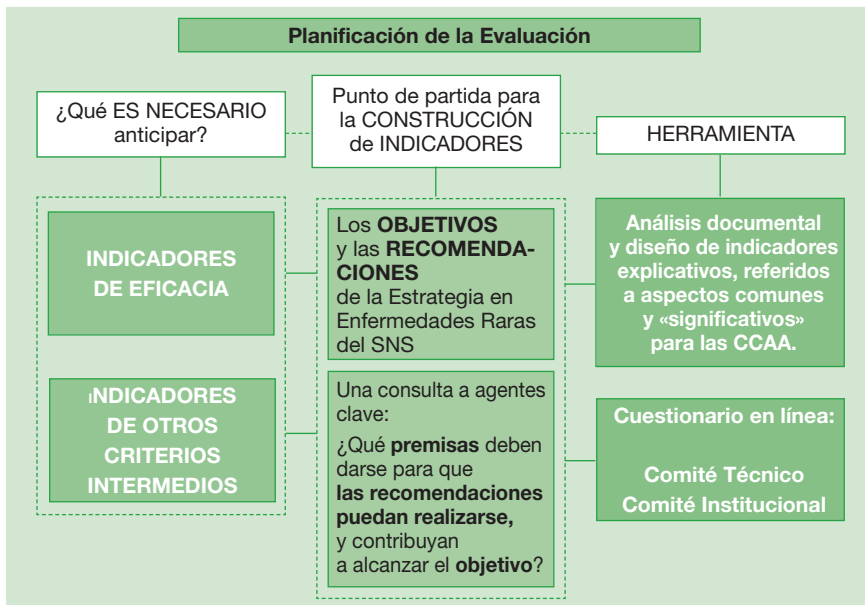 Planificación de la Evaluación
¿Qué ES NECESARIO
anticipar?
Punto de partida para
la CONSTRUCCIÓN
de INDICADORES
HERRAMIENTA
INDICADORES
DE EFICACIA
Los OBJETIVOS
y las RECOMENDA-
CIONES
de la Estrategia en
Enfermedades Raras
del SNS
Análisis documental
y diseño de indicadores
explicativos, referidos
a aspectos comunes
y «significativos»
para las CCAA.
INDICADORES
DE OTROS
CRITERIOS
INTERMEDIOS
Una consulta a agentes
clave:
¿Qué premisas deben
darse para que
las recomendaciones
puedan realizarse,
y contribuyan
a alcanzar el objetivo?
Cuestionario en línea:
Comité Técnico
Comité Institucional